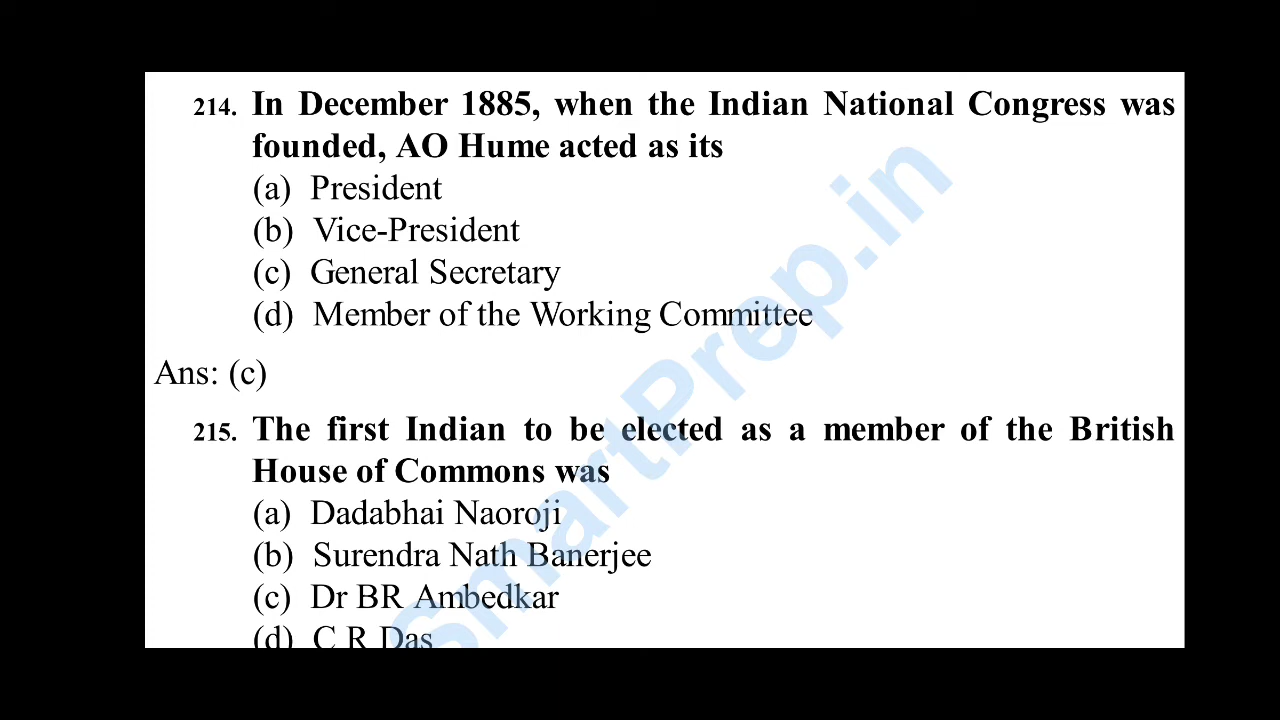 214. In December 1885, when the Indian National Congress was
founded, AO Hume acted as its
(a) President
(b) Vice-President
(c) General Secretary
(d) Member of the Working Committee
Ans: (c)
215. The first Indian to be elected as a member of the British
House of Commons was
(a) Dadabhai Naoroji
(b) Surendra Nath Banerjee
(c) Dr BR Ambedkar
(d) C R Das
SmartPrep.in